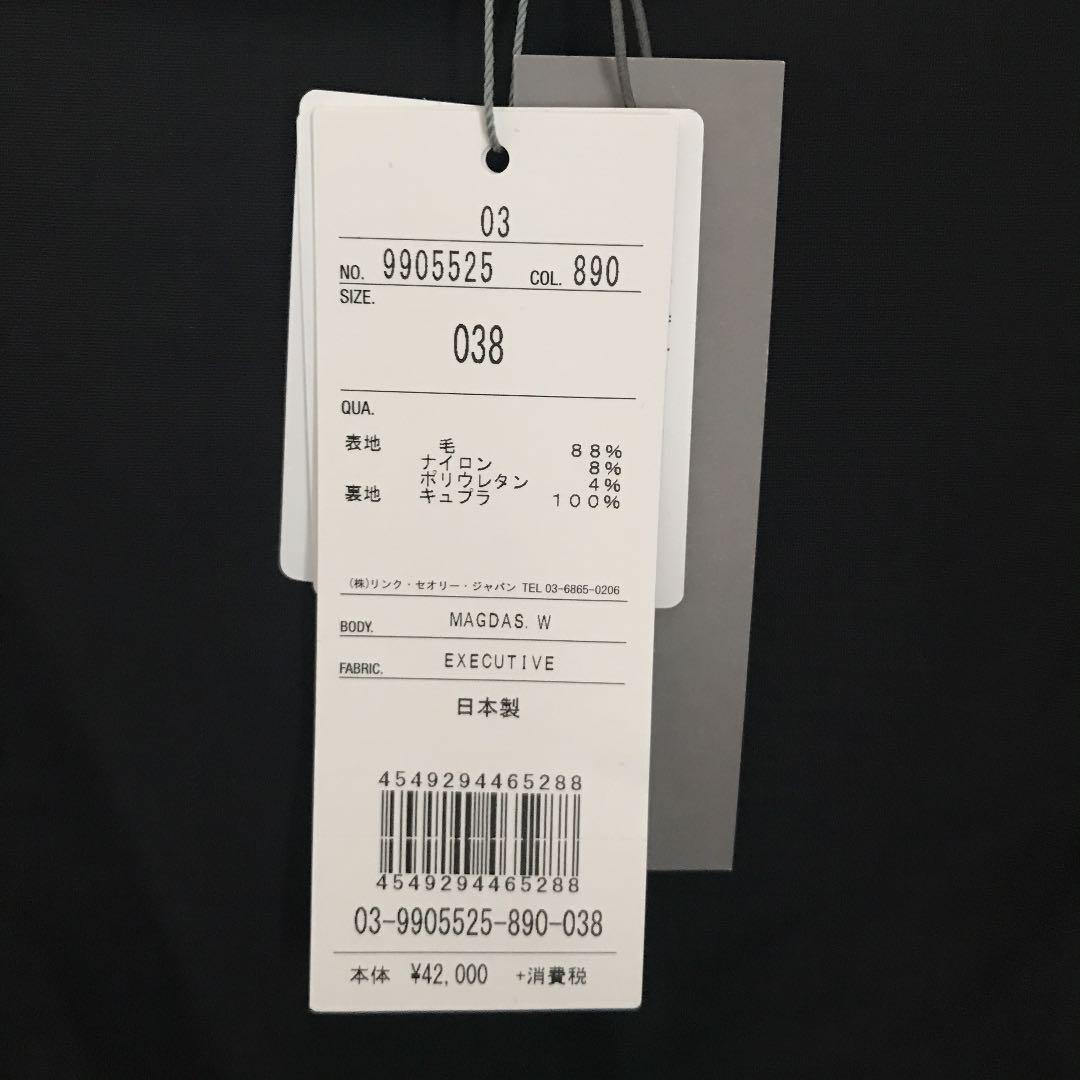 03
NO. 9905525 COL. 890
SIZE.
038
QUA.
表地 毛 88%
ナイロン 8%
ポリウレタン 4%
裏地 キュプラ 100%
(株)リンク・セオリー・ジャパン TEL 03-6865-0206
BODY. MAGDAS. W
FABRIC. EXECUTIVE
日本製
4549294465288
4549294465288
03-9905525-890-038
本体 ¥42,000 +消費税